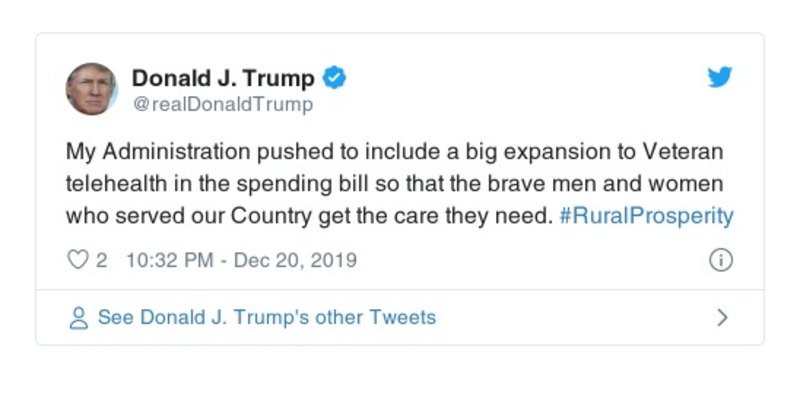 Donald J. Trump
@realDonaldTrump
My Administration pushed to include a big expansion to Veteran
telehealth in the spending bill so that the brave men and women
who served our Country get the care they need. #RuralProsperity
2 10:32 PM - Dec 20, 2019
See Donald J. Trump's other Tweets